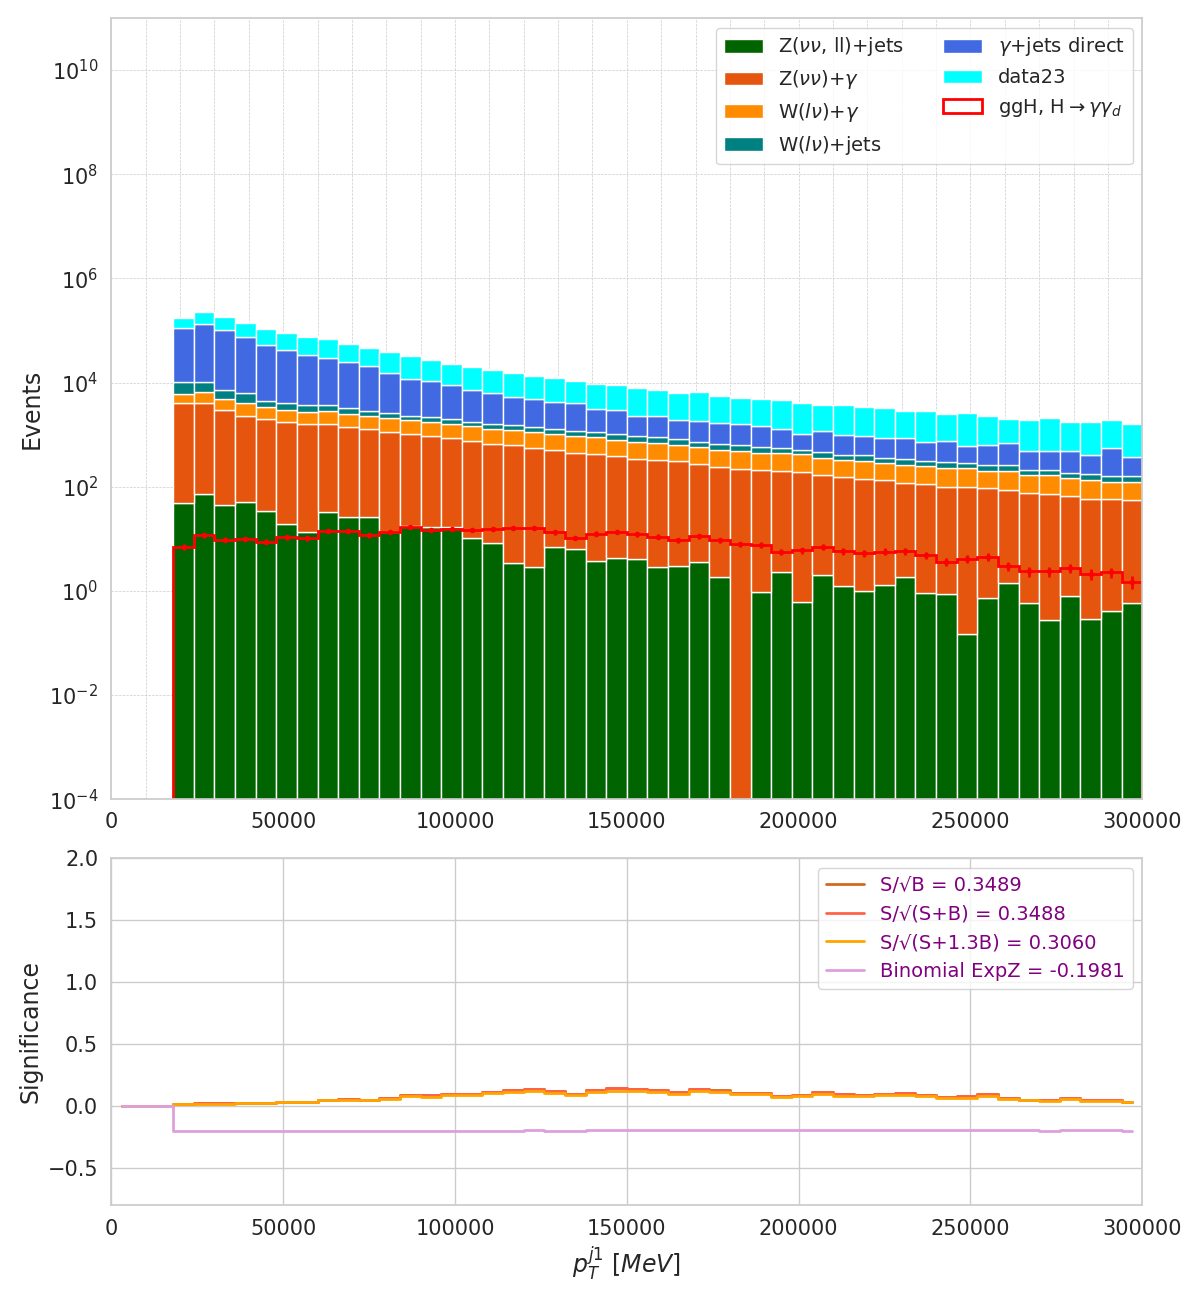 Z(νν, ll)+jets
Z(νν)+γ
W(lν)+γ
W(lν)+jets
γ+jets direct
data23
ggH, H→γγ_d
Events
10^10
10^8
10^6
10^4
10^2
10^0
10^−2
10^−4
0 50000 100000 150000 200000 250000 300000
S/√B = 0.3489
S/√(S+B) = 0.3488
S/√(S+1.3B) = 0.3060
Binomial ExpZ = -0.1981
Significance
2.0
1.5
1.0
0.5
0.0
−0.5
0 50000 100000 150000 200000 250000 300000
p_T^j1 [MeV]